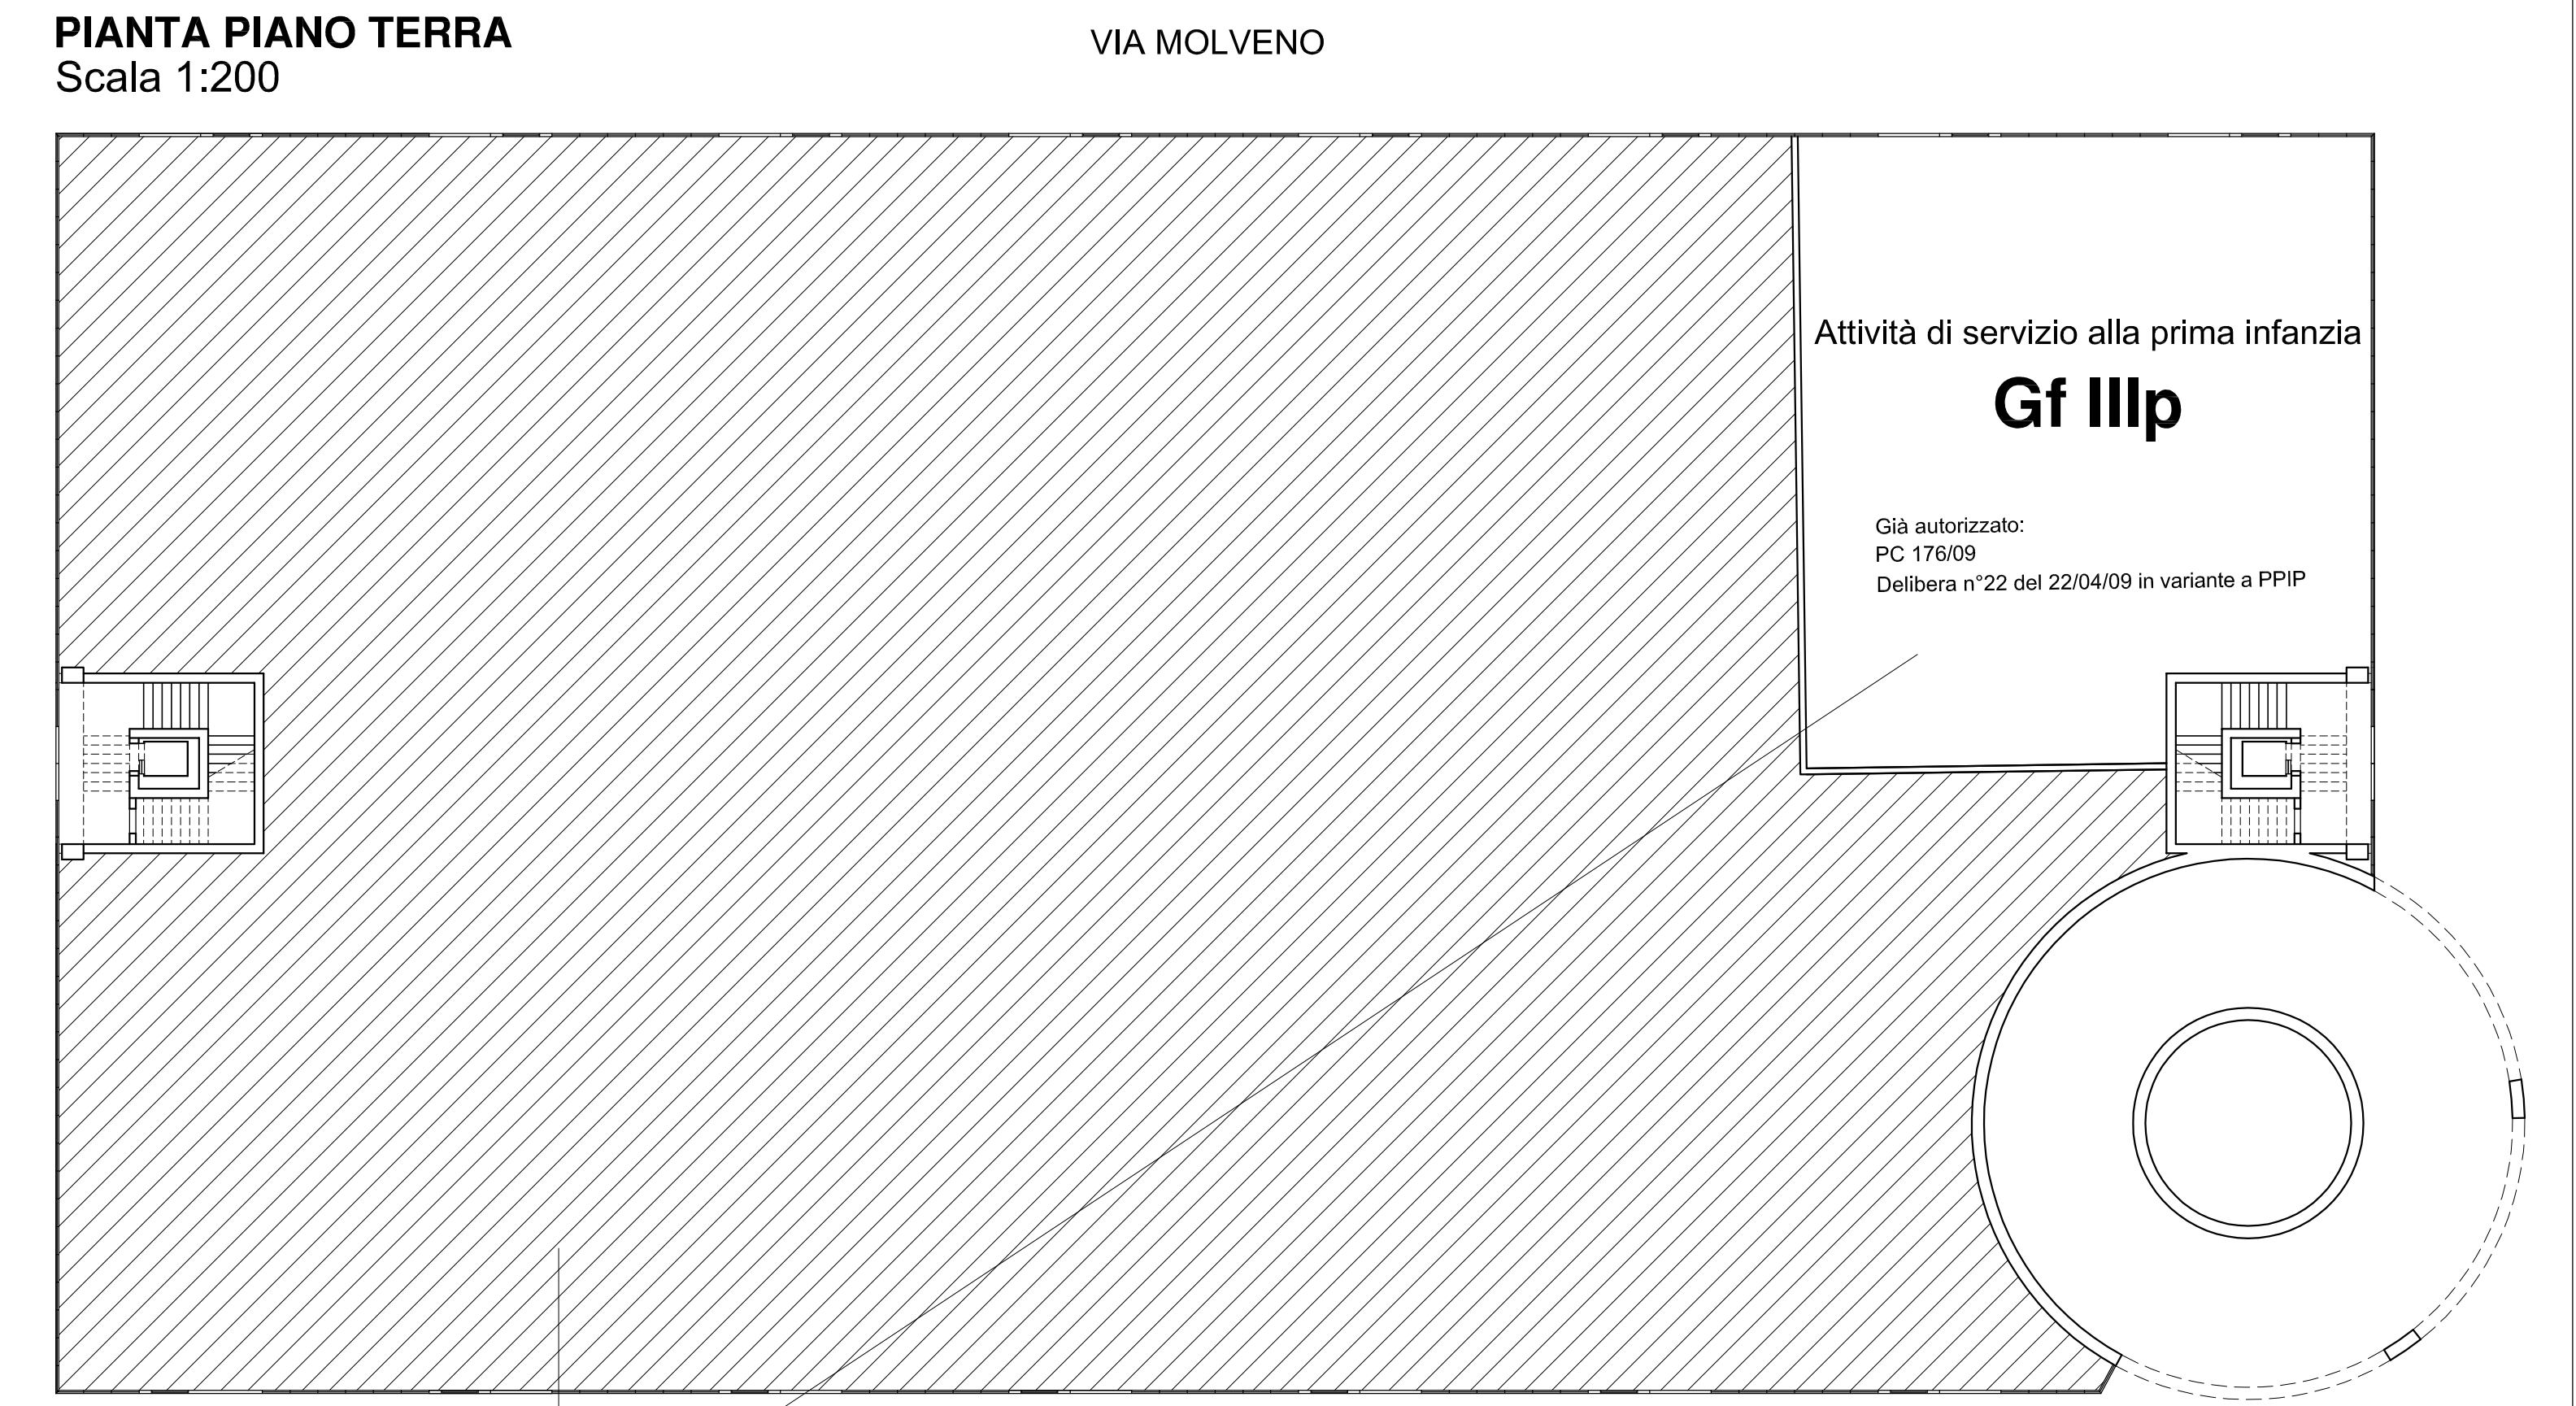 PIANTA PIANO TERRA
Scala 1:200
VIA MOLVENO
Attività di servizio alla prima infanzia
Gf IIIp
Già autorizzato:
PC 176/09
Delibera n°22 del 22/04/09 in variante a PPIP